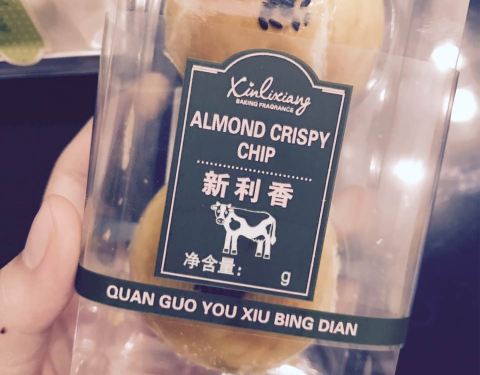 Xinlixiang
BAKING FRAGRANCE
ALMOND CRISPY
CHIP
新利香
净含量: g
QUAN GUO YOU XIU BING DIAN